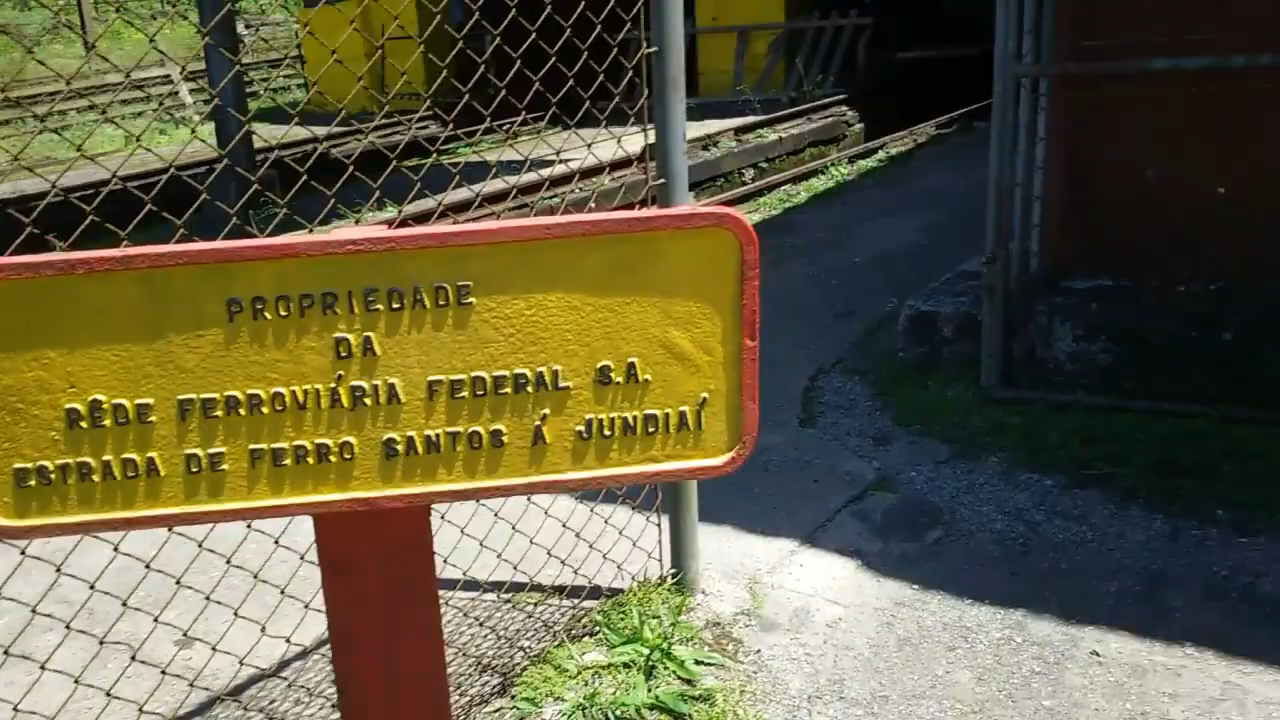 PROPRIEDADE
DA
RÊDE FERROVIÁRIA FEDERAL S.A.
ESTRADA DE FERRO SANTOS Á JUNDIAÍ